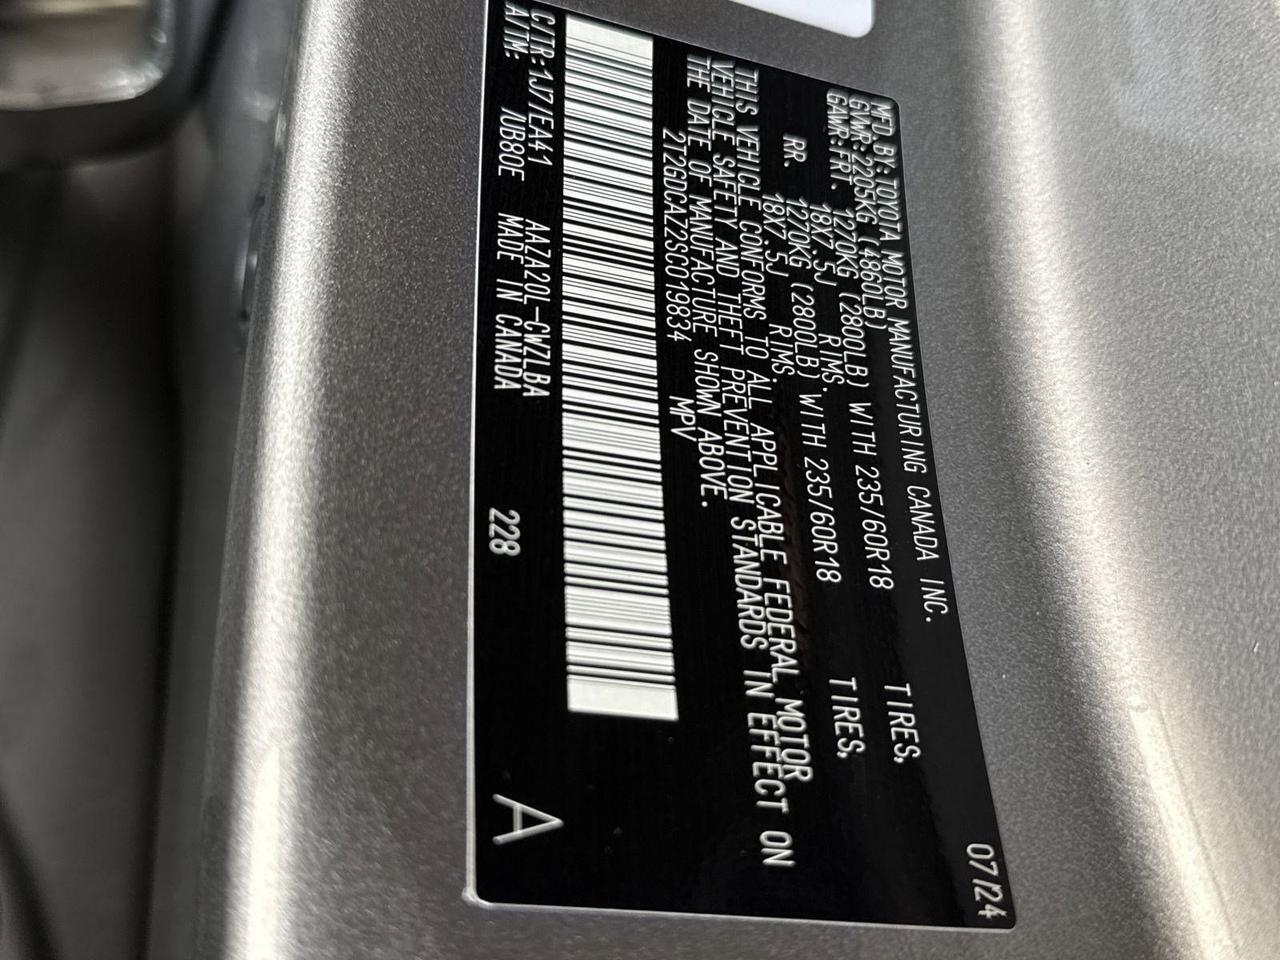 MFD.BY:TOYOTA MOTOR MANUFACTURING CANADA INC. 07/24
GVWR:2205KG (4860LB)
GAWR:FRT. 1270KG (2800LB) WITH 235/60R18 TIRES,
18X7.5J RIMS.
RR 1270KG (2800LB) WITH 235/60R18 TIRES,
18X7.5J RIMS.
THIS VEHICLE CONFORMS TO ALL APPLICABLE FEDERAL MOTOR
VEHICLE SAFETY AND THEFT PREVENTION STANDARDS IN EFFECT ON
THE DATE OF MANUFACTURE SHOWN ABOVE.
2T2GDCAZ2SC019834 MPV
C/TR:1J7/EA41 AAZA20L-CWZLBA
A/TM: /UB80E MADE IN CANADA 228 A